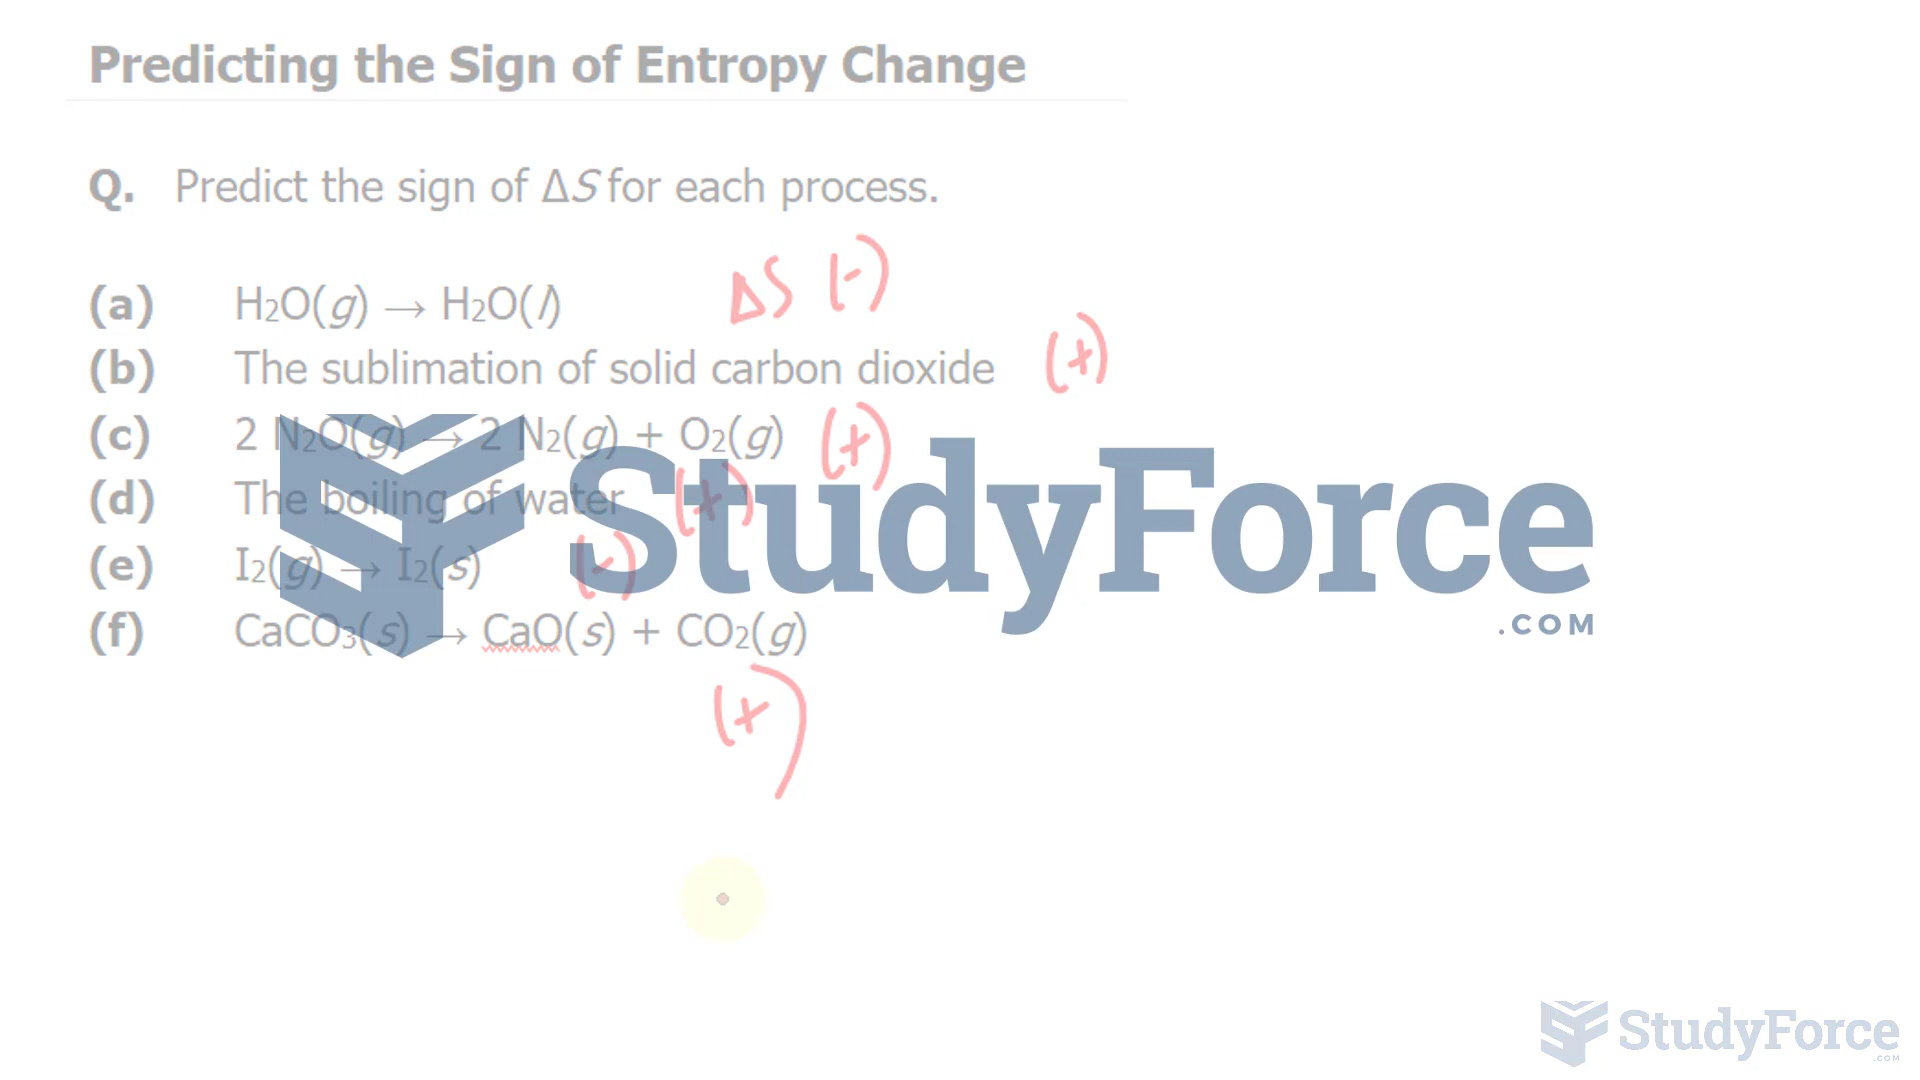 Predicting the Sign of Entropy Change
Q. Predict the sign of ΔS for each process.
(a) H2O(g) → H2O(l) ΔS (-)
(b) The sublimation of solid carbon dioxide (+)
(c) 2 N2O(g) → 2 N2(g) + O2(g) (+)
(d) The boiling of water (+)
(e) I2(g) → I2(s) (-)
(f) CaCO3(s) → CaO(s) + CO2(g)
(+)
StudyForce
.COM
StudyForce
.COM